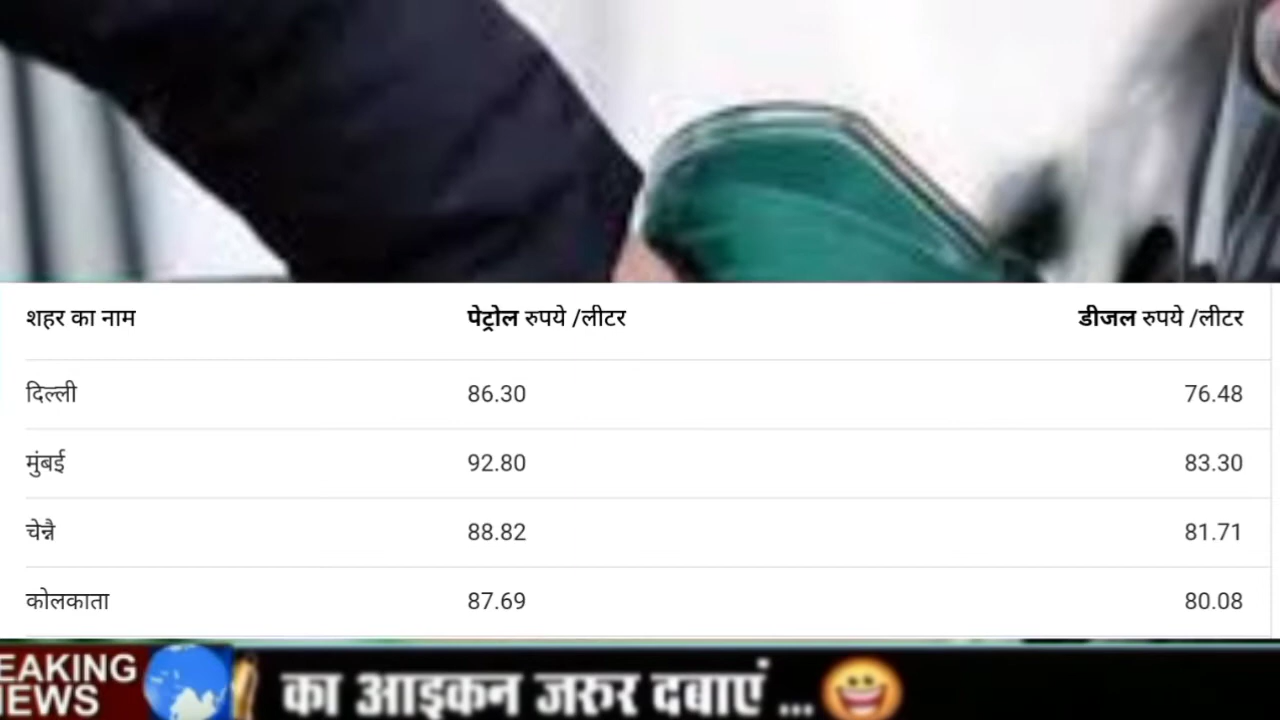 शहर का नाम पेट्रोल रुपये /लीटर डीजल रुपये /लीटर
दिल्ली 86.30 76.48
मुंबई 92.80 83.30
चेन्नै 88.82 81.71
कोलकाता 87.69 80.08
EAKING
NEWS
का आइकन जरुर दबाएं ...